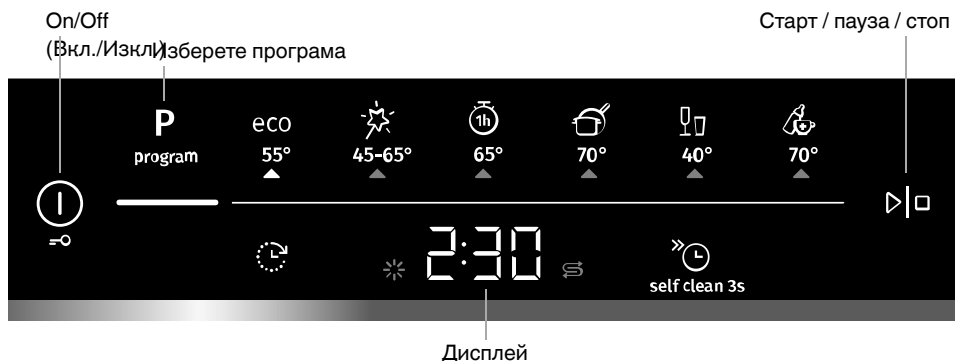 On/Off
(Вкл./Изкл.)
Изберете програма
Старт / пауза / стоп
P
program
eco
55°
45-65°
1h
65°
70°
40°
70°
2:30
self clean 3s
Дисплей